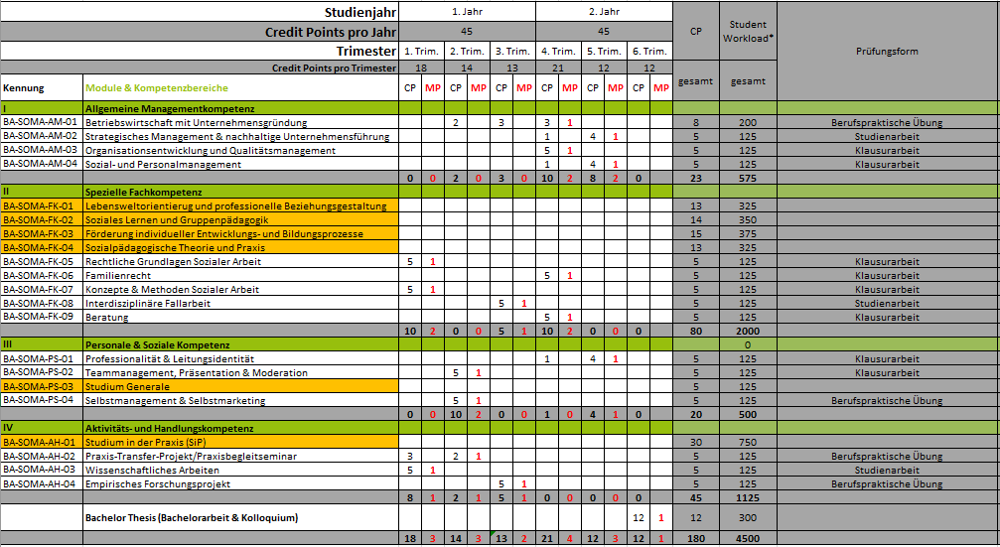 Studienjahr 1. Jahr 2. Jahr CP Student Workload* Prüfungsform
Credit Points pro Jahr 45 45
Trimester 1. Trim. 2. Trim. 3. Trim. 4. Trim. 5. Trim. 6. Trim.
Credit Points pro Trimester 18 14 13 21 12 12 gesamt gesamt
Kennung Module & Kompetenzbereiche CP MP CP MP CP MP CP MP CP MP CP MP
I Allgemeine Managementkompetenz
BA-SOMA-AM-01 Betriebswirtschaft mit Unternehmensgründung 2 3 3 1 8 200 Berufspraktische Übung
BA-SOMA-AM-02 Strategisches Management & nachhaltige Unternehmensführung 1 4 1 5 125 Studienarbeit
BA-SOMA-AM-03 Organisationsentwicklung und Qualitätsmanagement 5 1 5 125 Klausurarbeit
BA-SOMA-AM-04 Sozial- und Personalmanagement 1 4 1 5 125 Klausurarbeit
0 0 2 0 3 0 10 2 8 2 0 23 575
II Spezielle Fachkompetenz
BA-SOMA-FK-01 Lebensweltorientierug und professionelle Beziehungsgestaltung 13 325
BA-SOMA-FK-02 Soziales Lernen und Gruppenpädagogik 14 350
BA-SOMA-FK-03 Förderung individueller Entwicklungs- und Bildungsprozesse 15 375
BA-SOMA-FK-04 Sozialpädagogische Theorie und Praxis 13 325
BA-SOMA-FK-05 Rechtliche Grundlagen Sozialer Arbeit 5 1 5 125 Klausurarbeit
BA-SOMA-FK-06 Familienrecht 5 1 5 125 Klausurarbeit
BA-SOMA-FK-07 Konzepte & Methoden Sozialer Arbeit 5 1 5 125 Klausurarbeit
BA-SOMA-FK-08 Interdisziplinäre Fallarbeit 5 1 5 125 Studienarbeit
BA-SOMA-FK-09 Beratung 5 1 5 125 Klausurarbeit
10 2 0 0 5 1 10 2 0 0 0 80 2000
III Personale & Soziale Kompetenz 0
BA-SOMA-PS-01 Professionalität & Leitungsidentität 1 4 1 5 125 Klausurarbeit
BA-SOMA-PS-02 Teammanagement, Präsentation & Moderation 5 1 5 125 Klausurarbeit
BA-SOMA-PS-03 Studium Generale 5 125
BA-SOMA-PS-04 Selbstmanagement & Selbstmarketing 5 1 5 125 Berufspraktische Übung
0 0 10 2 0 0 1 0 4 1 0 20 500
IV Aktivitäts- und Handlungskompetenz
BA-SOMA-AH-01 Studium in der Praxis (SiP) 30 750
BA-SOMA-AH-02 Praxis-Transfer-Projekt/Praxisbegleitseminar 3 2 1 5 125 Berufspraktische Übung
BA-SOMA-AH-03 Wissenschaftliches Arbeiten 5 1 5 125 Studienarbeit
BA-SOMA-AH-04 Empirisches Forschungsprojekt 5 1 5 125 Berufspraktische Übung
8 1 2 1 5 1 0 0 0 0 0 45 1125
Bachelor Thesis (Bachelorarbeit & Kolloquium) 12 1 12 300
18 3 14 3 13 2 21 4 12 3 12 1 180 4500